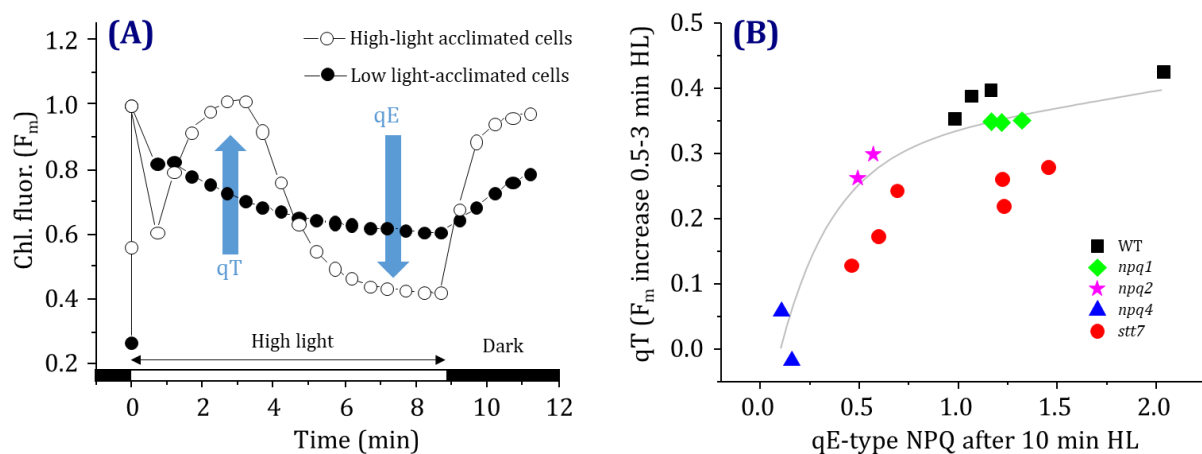 (A)
High-light acclimated cells
Low light-acclimated cells
qT
qE
High light
Dark
Chl. fluor. (Fₘ)
1.2
1.0
0.8
0.6
0.4
0.2
0 2 4 6 8 10 12
Time (min)
(B)
qT (Fₘ increase 0.5-3 min HL)
0.5
0.4
0.3
0.2
0.1
0.0
WT
npq1
npq2
npq4
stt7
0.0 0.5 1.0 1.5 2.0
qE-type NPQ after 10 min HL